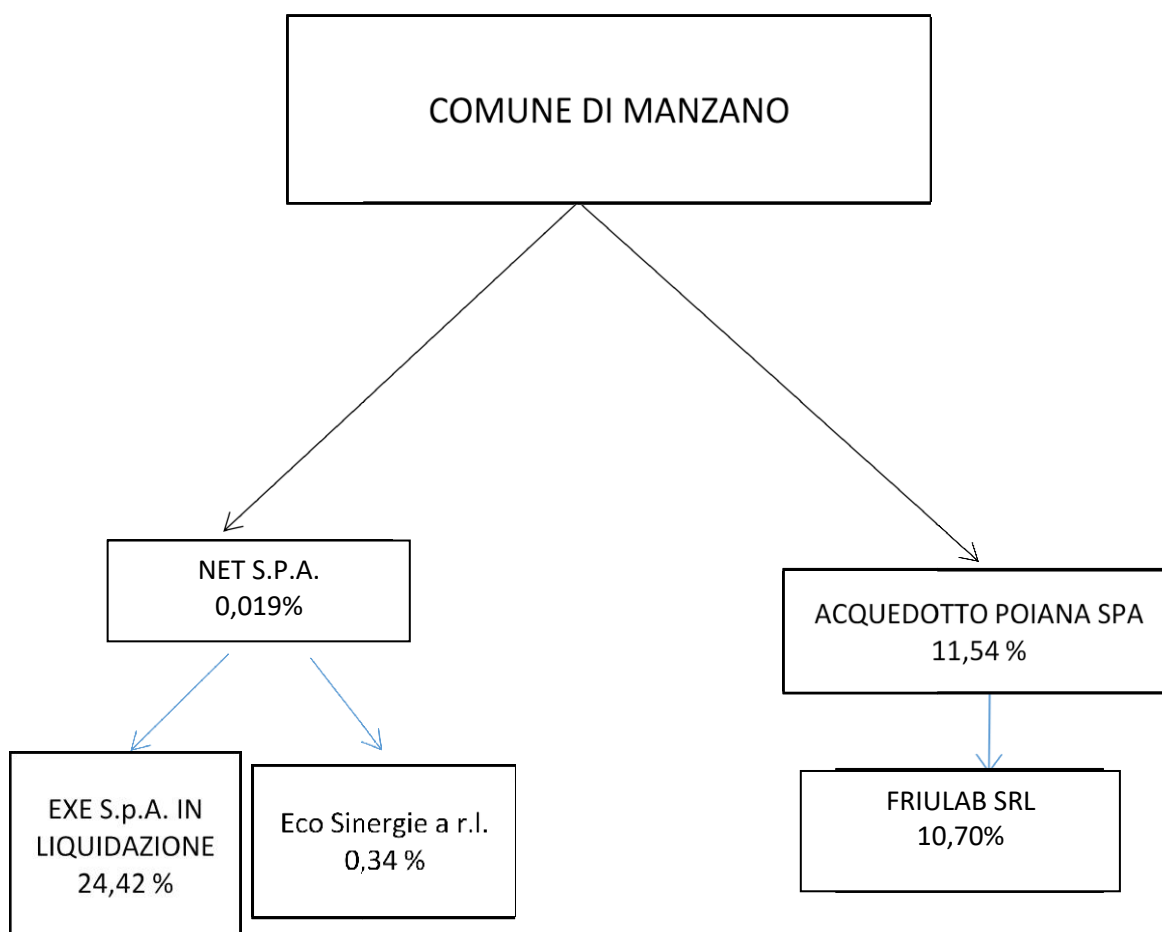 COMUNE DI MANZANO
NET S.P.A.
0,019%
ACQUEDOTTO POIANA SPA
11,54 %
EXE S.p.A. IN
LIQUIDAZIONE
24,42 %
Eco Sinergie a r.l.
0,34 %
FRIULAB SRL
10,70%